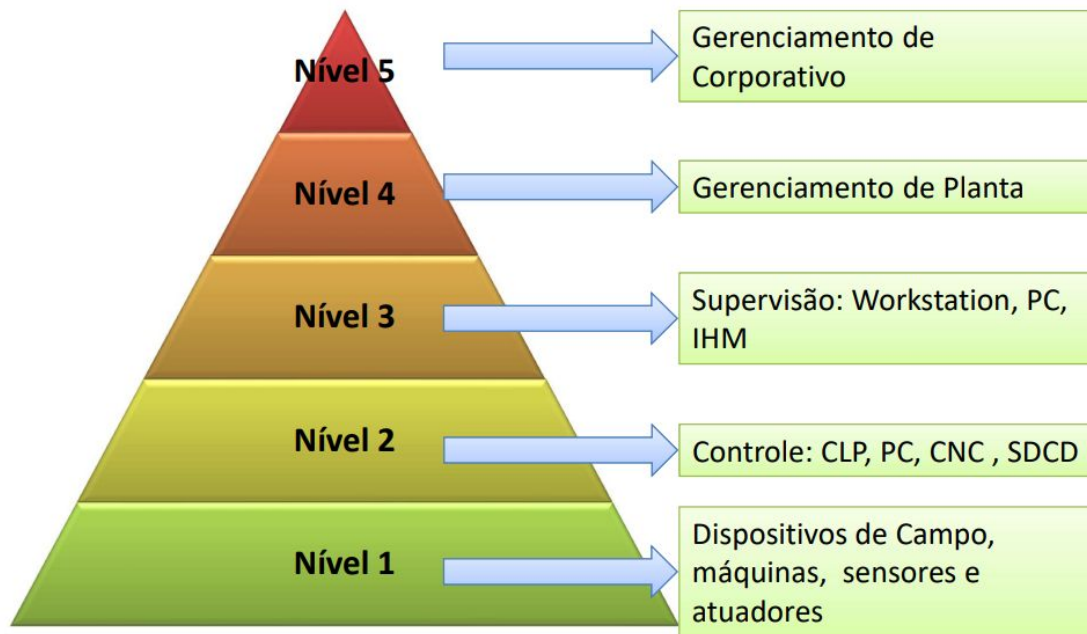 Nível 5
Gerenciamento de
Corporativo
Nível 4
Gerenciamento de Planta
Nível 3
Supervisão: Workstation, PC,
IHM
Nível 2
Controle: CLP, PC, CNC , SDCD
Nível 1
Dispositivos de Campo,
máquinas,  sensores e
atuadores